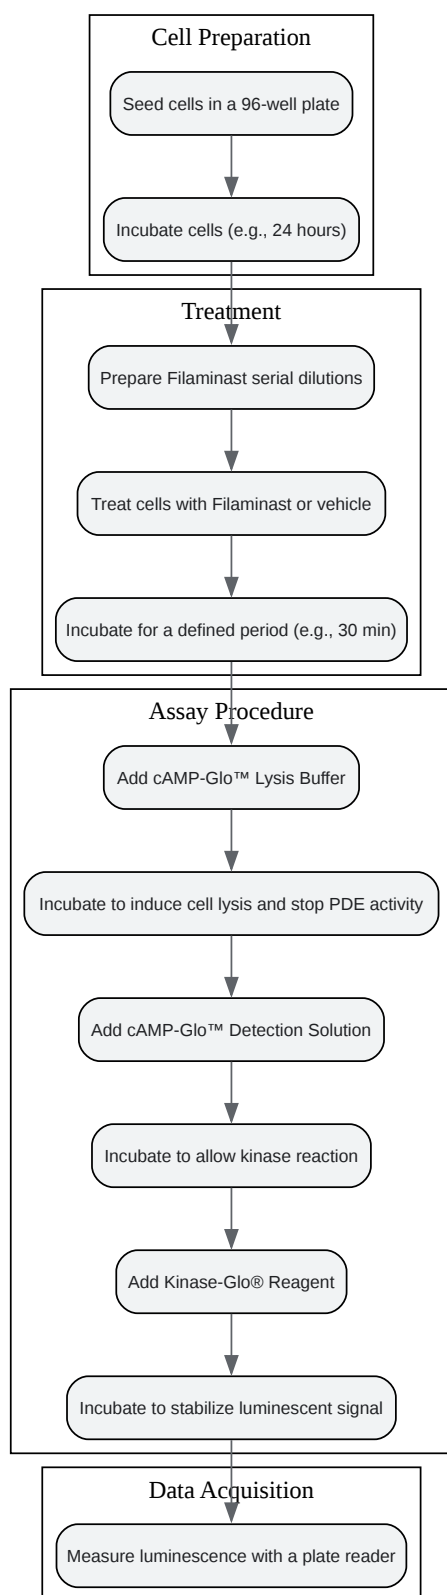 Cell Preparation
Seed cells in a 96-well plate
Incubate cells (e.g., 24 hours)
Treatment
Prepare Filaminast serial dilutions
Treat cells with Filaminast or vehicle
Incubate for a defined period (e.g., 30 min)
Assay Procedure
Add cAMP-Glo™ Lysis Buffer
Incubate to induce cell lysis and stop PDE activity
Add cAMP-Glo™ Detection Solution
Incubate to allow kinase reaction
Add Kinase-Glo® Reagent
Incubate to stabilize luminescent signal
Data Acquisition
Measure luminescence with a plate reader